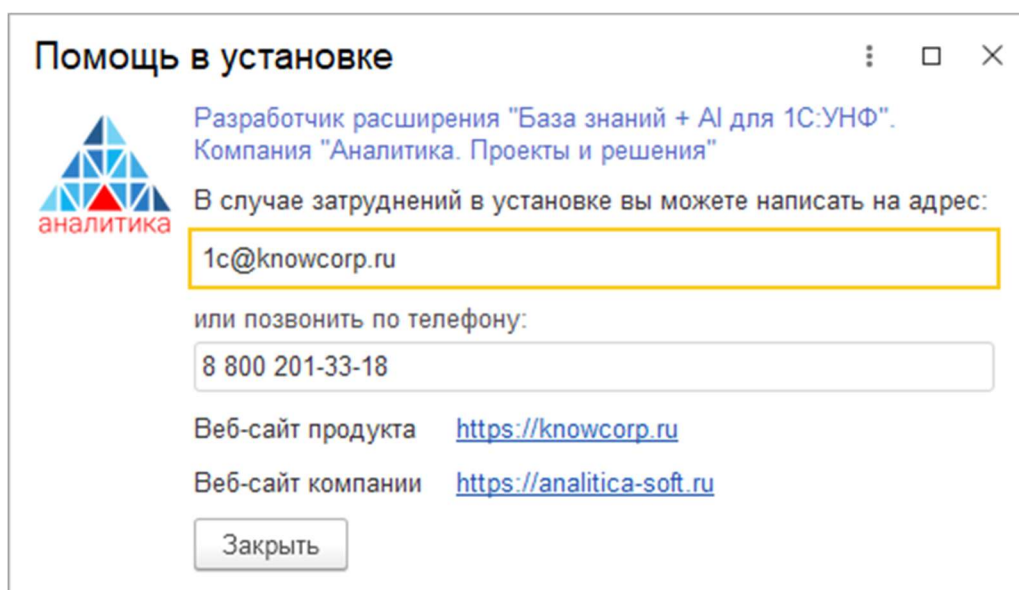 Помощь в установке
Разработчик расширения "База знаний + AI для 1С:УНФ".
Компания "Аналитика. Проекты и решения"
аналитика
В случае затруднений в установке вы можете написать на адрес:
1c@knowcorp.ru
или позвонить по телефону:
8 800 201-33-18
Веб-сайт продукта https://knowcorp.ru
Веб-сайт компании https://analitica-soft.ru
Закрыть